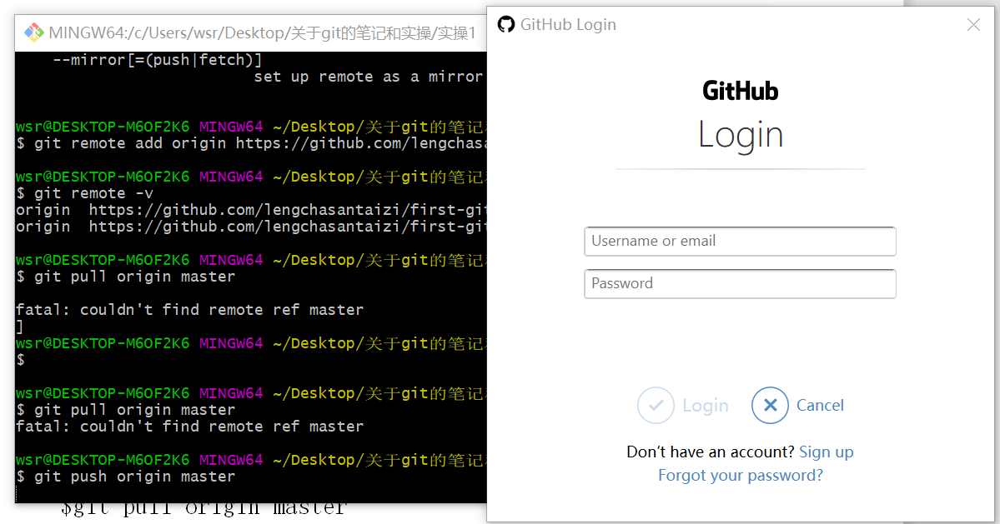 MINGW64:/c/Users/wsr/Desktop/关于git的笔记和实操/实操1
--mirror[=(push|fetch)]
set up remote as a mirror
wsr@DESKTOP-M6OF2K6 MINGW64 ~/Desktop/关于git的笔记
$ git remote add origin https://github.com/lengchasa
wsr@DESKTOP-M6OF2K6 MINGW64 ~/Desktop/关于git的笔记
$ git remote -v
origin https://github.com/lengchasantaizi/first-git
origin https://github.com/lengchasantaizi/first-git
wsr@DESKTOP-M6OF2K6 MINGW64 ~/Desktop/关于git的笔记
$ git pull origin master
fatal: couldn't find remote ref master
]
wsr@DESKTOP-M6OF2K6 MINGW64 ~/Desktop/关于git的笔记
$
wsr@DESKTOP-M6OF2K6 MINGW64 ~/Desktop/关于git的笔记
$ git pull origin master
fatal: couldn't find remote ref master
wsr@DESKTOP-M6OF2K6 MINGW64 ~/Desktop/关于git的笔记
$ git push origin master
$git pull origin master
GitHub Login
GitHub
Login
Username or email
Password
Login Cancel
Don’t have an account? Sign up
Forgot your password?